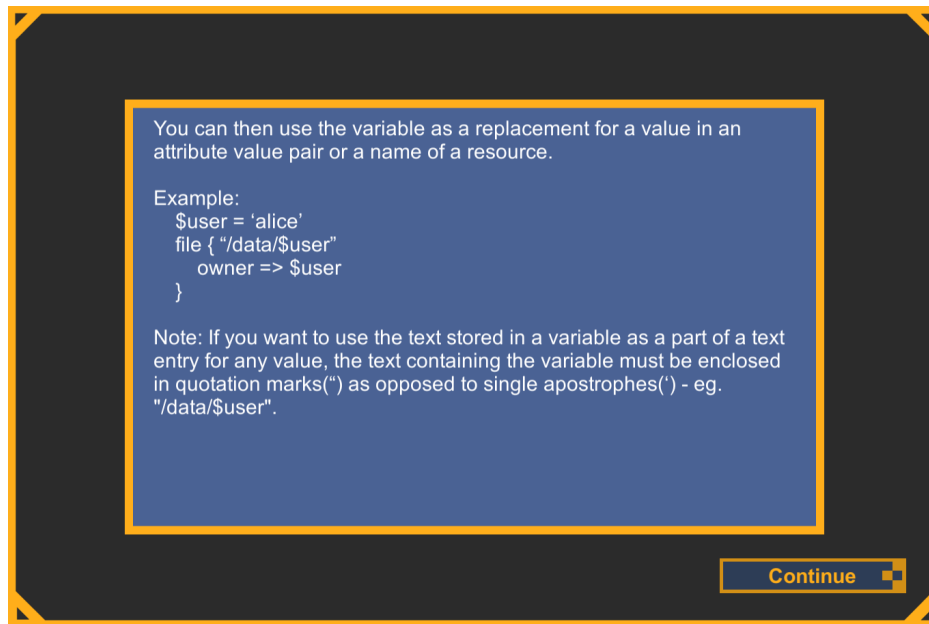 You can then use the variable as a replacement for a value in an
attribute value pair or a name of a resource.
Example:
$user = ‘alice’
file { “/data/$user”
owner => $user
}
Note: If you want to use the text stored in a variable as a part of a text
entry for any value, the text containing the variable must be enclosed
in quotation marks(“) as opposed to single apostrophes(‘) - eg.
"/data/$user".
Continue